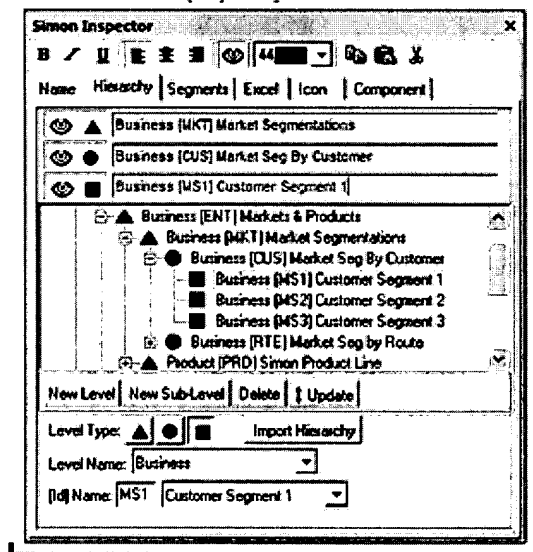 Simon Inspector ×
B I U 44
Name Hierarchy Segments Excel Icon Component
Business [MKT] Market Segmentations
Business [CUS] Market Seg By Customer
Business [MS1] Customer Segment 1
Business [ENT] Markets & Products
Business [MKT] Market Segmentations
Business [CUS] Market Seg By Customer
Business [MS1] Customer Segment 1
Business [MS2] Customer Segment 2
Business [MS3] Customer Segment 3
Business [RTE] Market Seg by Route
Product [PRD] Simon Product Line
New Level New Sub-Level Delete ↕ Update
Level Type: Import Hierarchy
Level Name: Business
[Id] Name: MS1 Customer Segment 1